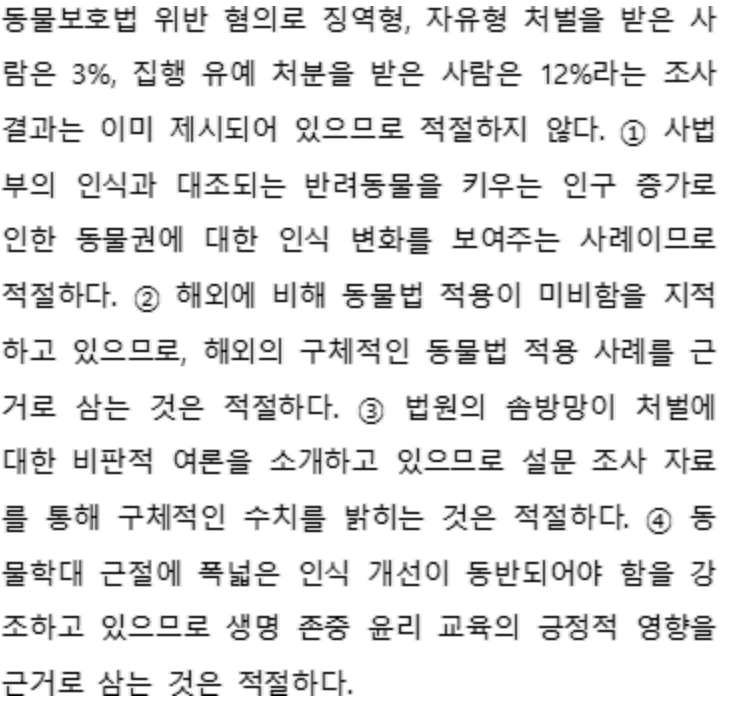 동물보호법 위반 혐의로 징역형, 자유형 처벌을 받은 사
람은 3%, 집행 유예 처분을 받은 사람은 12%라는 조사
결과는 이미 제시되어 있으므로 적절하지 않다. ① 사법
부의 인식과 대조되는 반려동물을 키우는 인구 증가로
인한 동물권에 대한 인식 변화를 보여주는 사례이므로
적절하다. ② 해외에 비해 동물법 적용이 미비함을 지적
하고 있으므로, 해외의 구체적인 동물법 적용 사례를 근
거로 삼는 것은 적절하다. ③ 법원의 솜방망이 처벌에
대한 비판적 여론을 소개하고 있으므로 설문 조사 자료
를 통해 구체적인 수치를 밝히는 것은 적절하다. ④ 동
물학대 근절에 폭넓은 인식 개선이 동반되어야 함을 강
조하고 있으므로 생명 존중 윤리 교육의 긍정적 영향을
근거로 삼는 것은 적절하다.